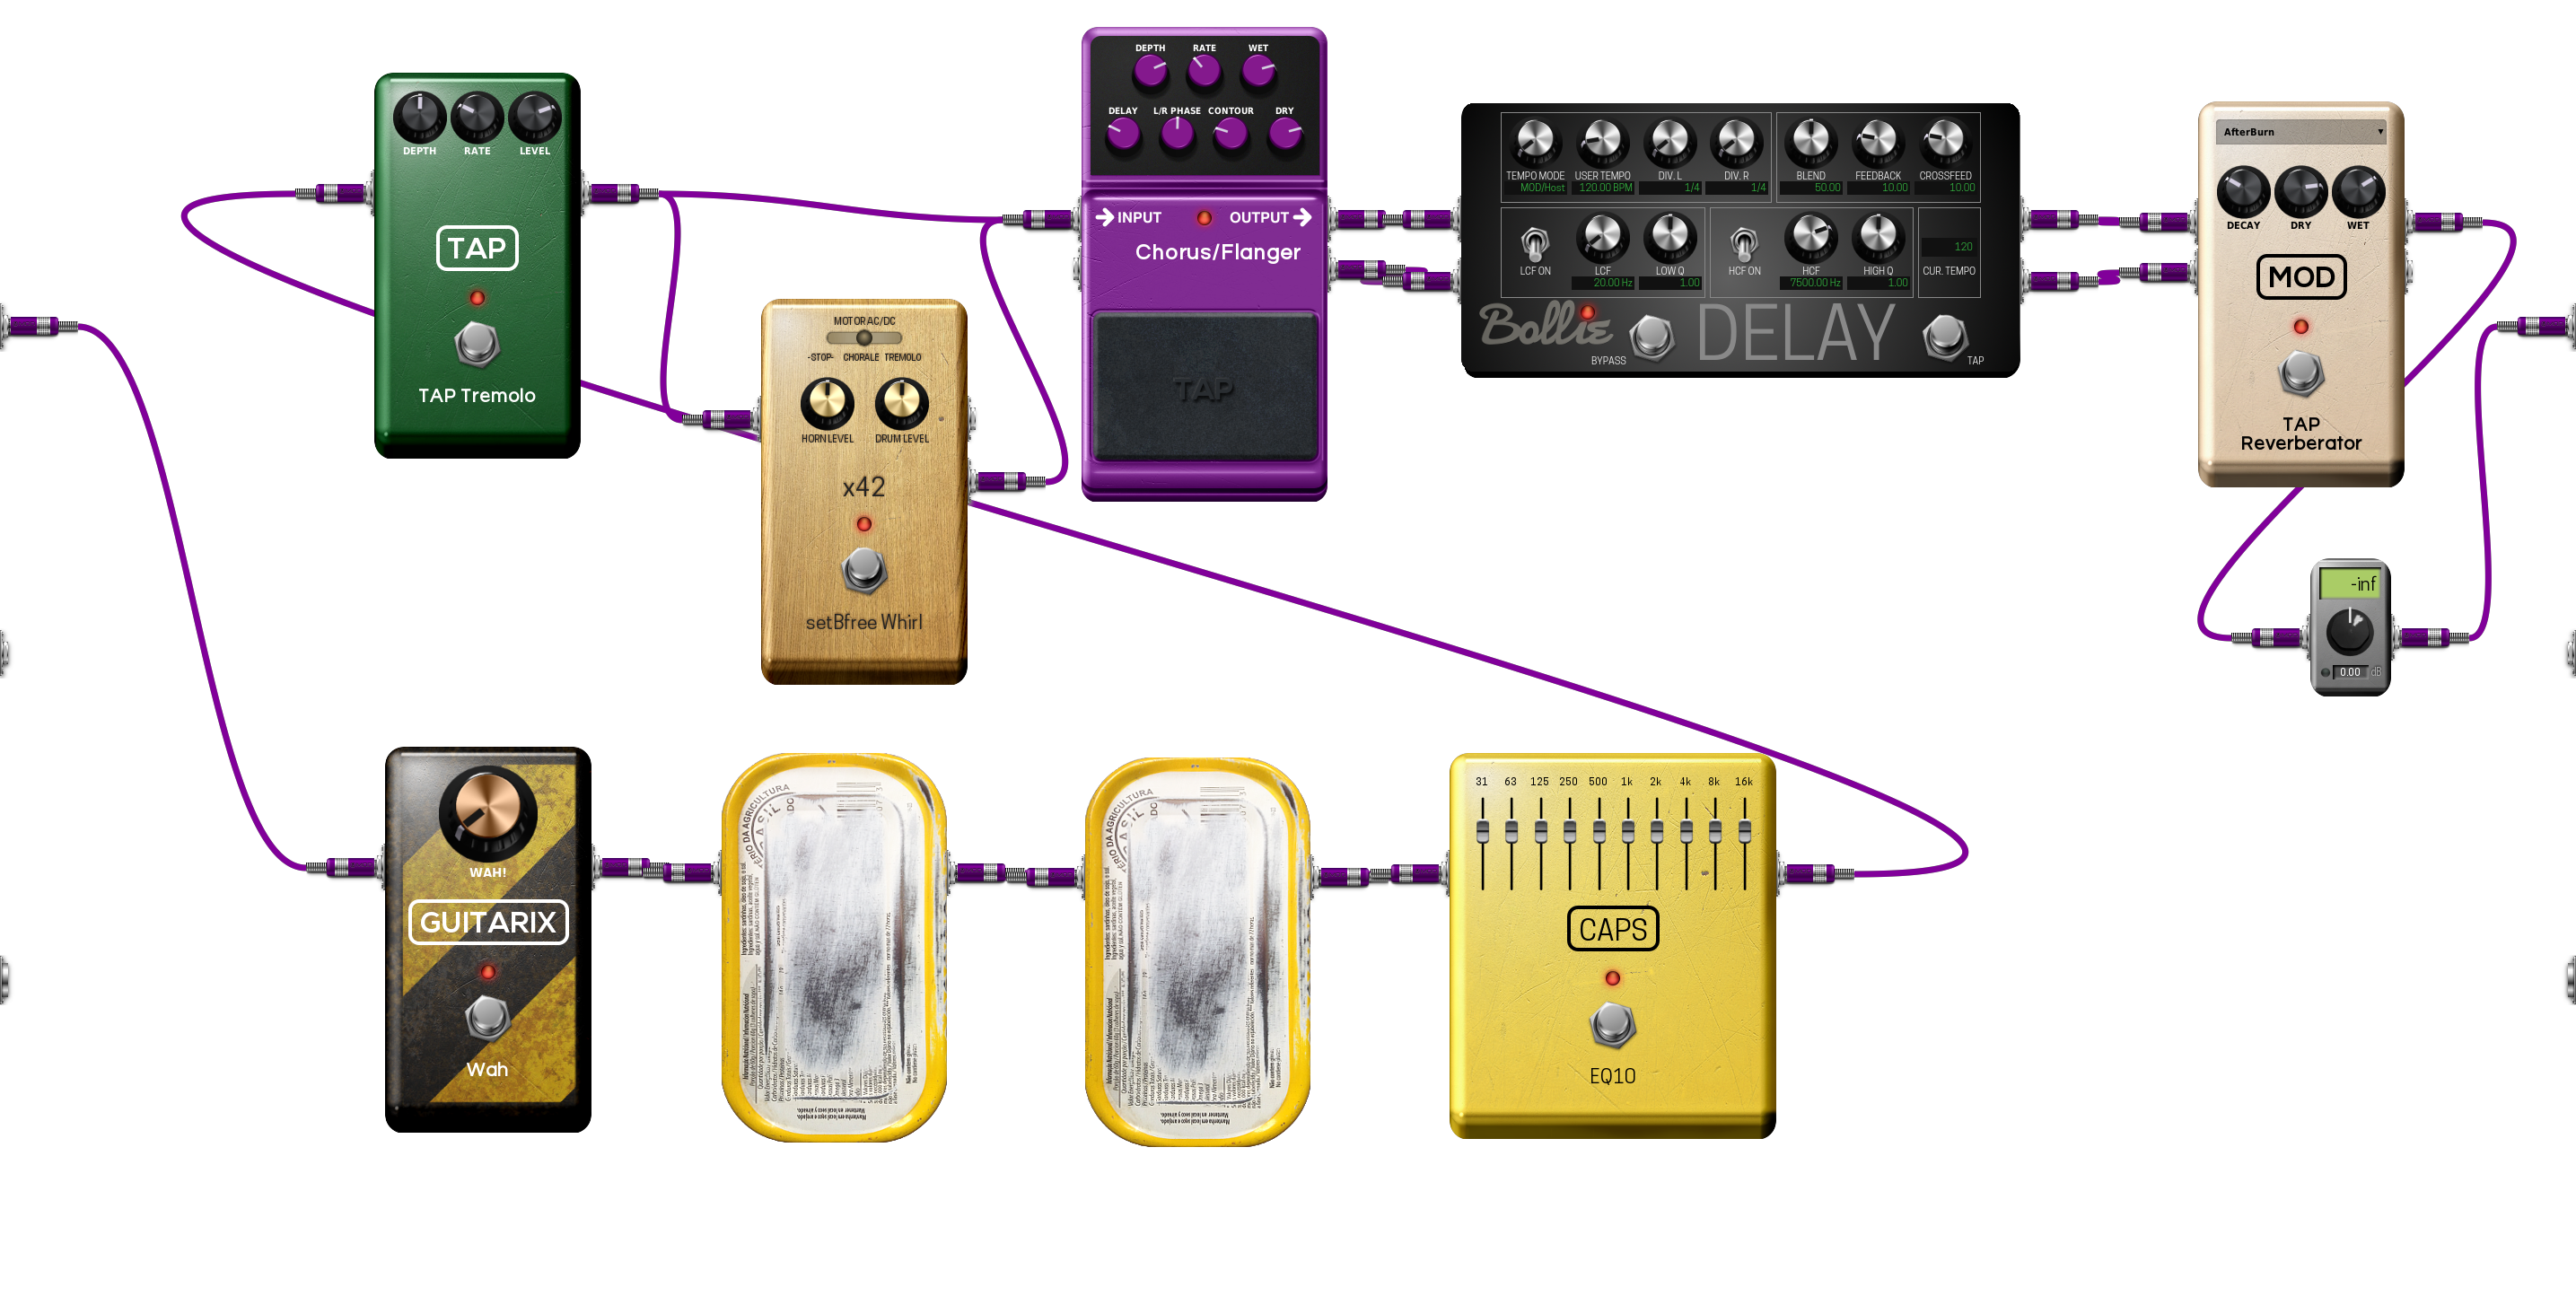 DEPTH RATE LEVEL
TAP
TAP Tremolo
MOTOR AC/DC
-STOP- CHORALE TREMOLO
HORN LEVEL DRUM LEVEL
x42
setBfree Whirl
DEPTH RATE WET
DELAY L/R PHASE CONTOUR DRY
INPUT OUTPUT
Chorus/Flanger
TAP
TEMPO MODE USER TEMPO DIV. L DIV. R BLEND FEEDBACK CROSSFEED
MOD/Host 120.00 BPM 1/4 1/4 50.00 10.00 10.00
120
LCF ON LCF LOW Q HCF ON HCF HIGH Q CUR. TEMPO
20.00 Hz 1.00 7500.00 Hz 1.00
Bollie DELAY
BYPASS TAP
AfterBurn
DECAY DRY WET
MOD
TAP
Reverberator
-inf
0.00 dB
WAH!
GUITARIX
Wah
31 63 125 250 500 1k 2k 4k 8k 16k
CAPS
EQ10